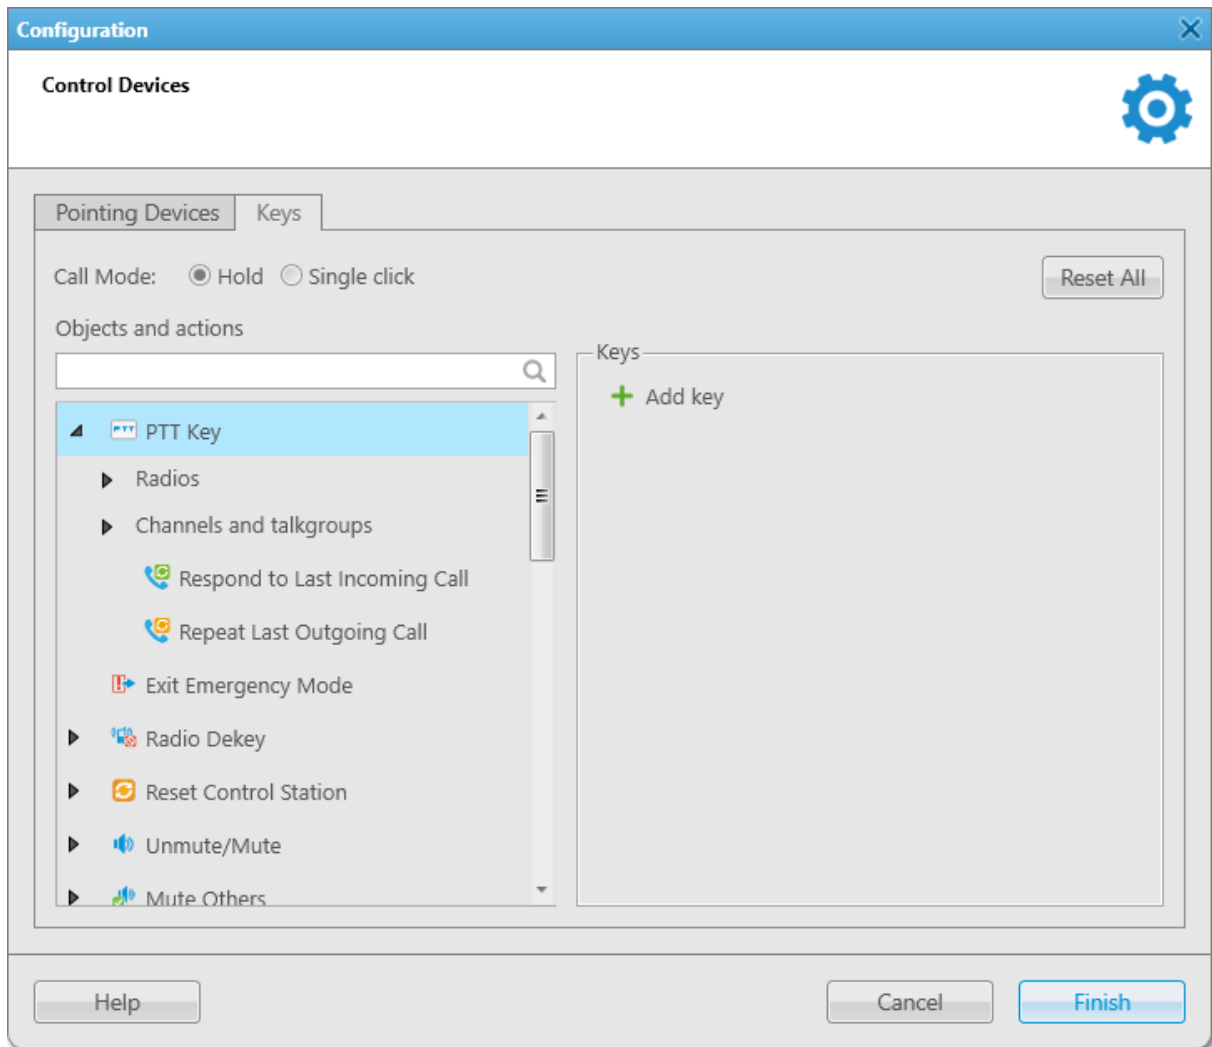 Configuration
Control Devices
Pointing Devices
Keys
Call Mode:
Hold
Single click
Reset All
Objects and actions
Keys
Add key
PTT
PTT Key
Radios
Channels and talkgroups
Respond to Last Incoming Call
Repeat Last Outgoing Call
Exit Emergency Mode
Radio Dekey
Reset Control Station
Unmute/Mute
Mute Others
Help
Cancel
Finish